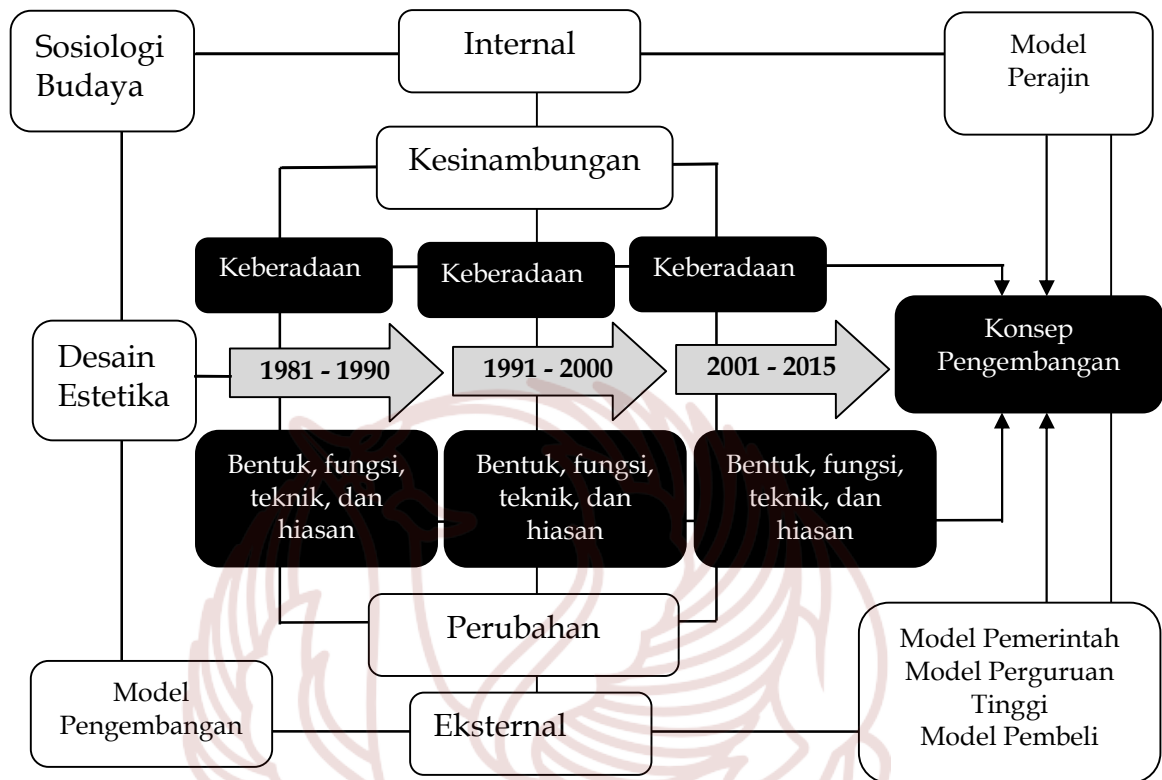 Sosiologi
Budaya
Internal
Model
Perajin
Kesinambungan
Keberadaan
Keberadaan
Keberadaan
Desain
Estetika
1981 - 1990
1991 - 2000
2001 - 2015
Konsep
Pengembangan
Bentuk, fungsi,
teknik, dan
hiasan
Bentuk, fungsi,
teknik, dan
hiasan
Bentuk, fungsi,
teknik, dan
hiasan
Perubahan
Model
Pengembangan
Eksternal
Model Pemerintah
Model Perguruan
Tinggi
Model Pembeli